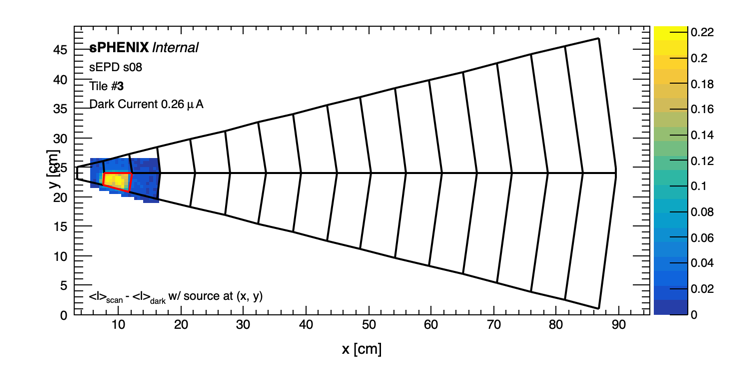 sPHENIX Internal
sEPD s08
Tile #3
Dark Current 0.26 μA
<I>scan - <I>dark w/ source at (x, y)
y [cm]
45
40
35
30
25
20
15
10
5
0
10 20 30 40 50 60 70 80 90
x [cm]
0.22
0.2
0.18
0.16
0.14
0.12
0.1
0.08
0.06
0.04
0.02
0